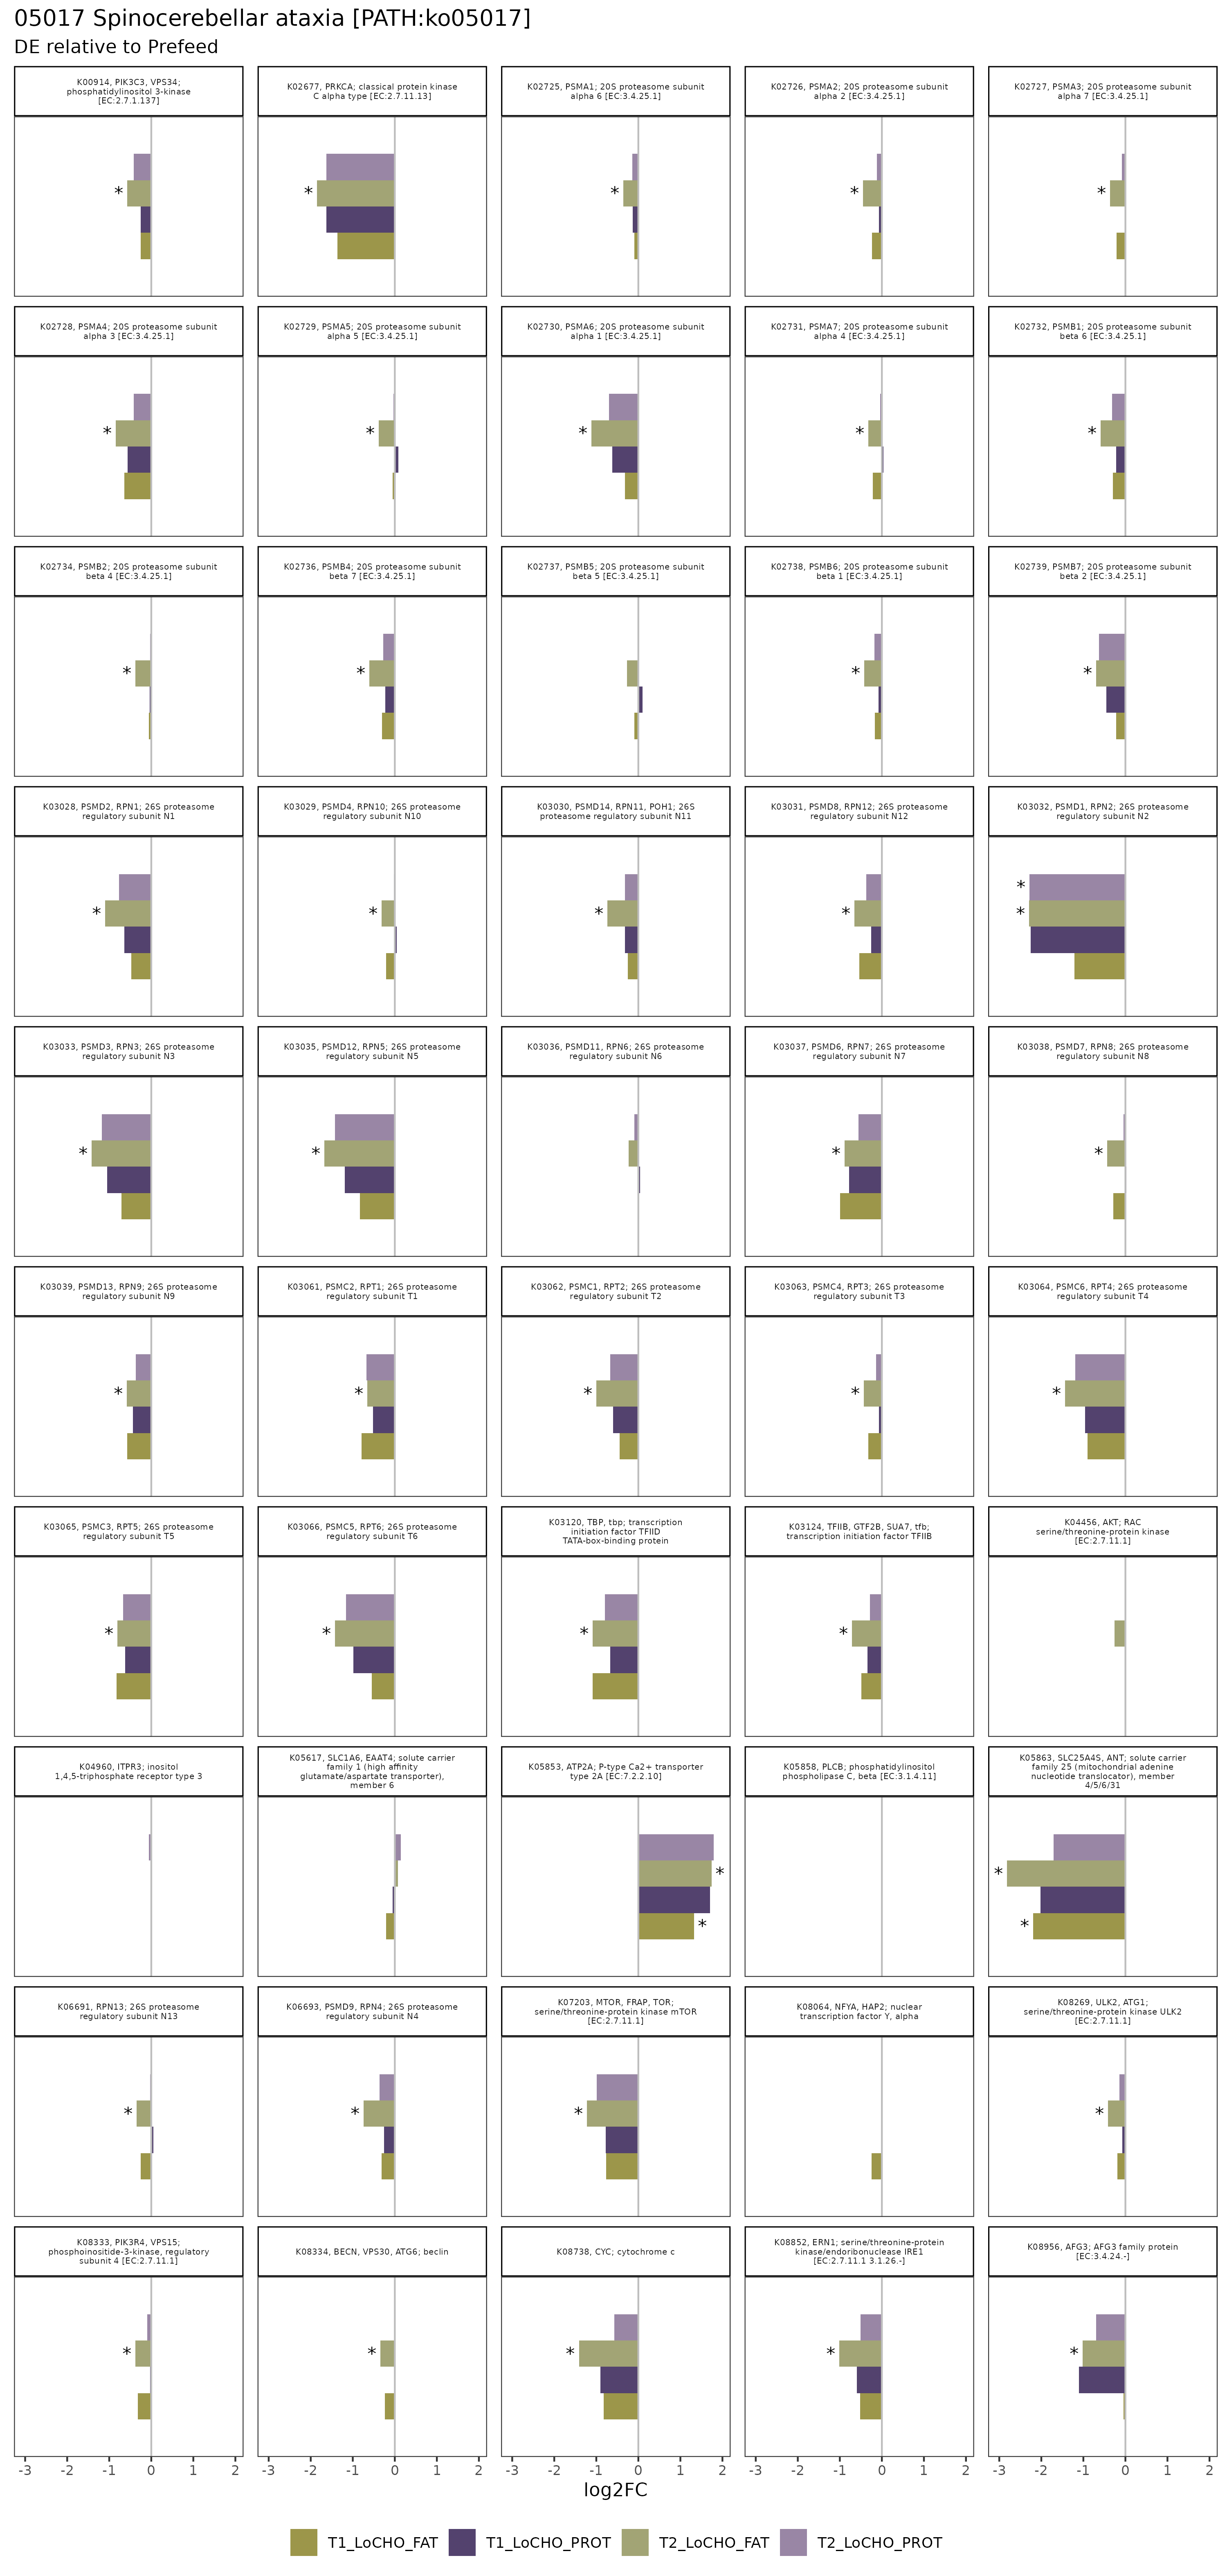 05017 Spinocerebellar ataxia [PATH:ko05017]
DE relative to Prefeed
K00914, PIK3C3, VPS34;
phosphatidylinositol 3-kinase
[EC:2.7.1.137]
K02677, PRKCA; classical protein kinase
C alpha type [EC:2.7.11.13]
K02725, PSMA1; 20S proteasome subunit
alpha 6 [EC:3.4.25.1]
K02726, PSMA2; 20S proteasome subunit
alpha 2 [EC:3.4.25.1]
K02727, PSMA3; 20S proteasome subunit
alpha 7 [EC:3.4.25.1]
*
*
*
*
*
K02728, PSMA4; 20S proteasome subunit
alpha 3 [EC:3.4.25.1]
K02729, PSMA5; 20S proteasome subunit
alpha 5 [EC:3.4.25.1]
K02730, PSMA6; 20S proteasome subunit
alpha 1 [EC:3.4.25.1]
K02731, PSMA7; 20S proteasome subunit
alpha 4 [EC:3.4.25.1]
K02732, PSMB1; 20S proteasome subunit
beta 6 [EC:3.4.25.1]
*
*
*
*
*
K02734, PSMB2; 20S proteasome subunit
beta 4 [EC:3.4.25.1]
K02736, PSMB4; 20S proteasome subunit
beta 7 [EC:3.4.25.1]
K02737, PSMB5; 20S proteasome subunit
beta 5 [EC:3.4.25.1]
K02738, PSMB6; 20S proteasome subunit
beta 1 [EC:3.4.25.1]
K02739, PSMB7; 20S proteasome subunit
beta 2 [EC:3.4.25.1]
*
*
*
*
K03028, PSMD2, RPN1; 26S proteasome
regulatory subunit N1
K03029, PSMD4, RPN10; 26S proteasome
regulatory subunit N10
K03030, PSMD14, RPN11, POH1; 26S
proteasome regulatory subunit N11
K03031, PSMD8, RPN12; 26S proteasome
regulatory subunit N12
K03032, PSMD1, RPN2; 26S proteasome
regulatory subunit N2
*
*
*
*
*
*
K03033, PSMD3, RPN3; 26S proteasome
regulatory subunit N3
K03035, PSMD12, RPN5; 26S proteasome
regulatory subunit N5
K03036, PSMD11, RPN6; 26S proteasome
regulatory subunit N6
K03037, PSMD6, RPN7; 26S proteasome
regulatory subunit N7
K03038, PSMD7, RPN8; 26S proteasome
regulatory subunit N8
*
*
*
*
K03039, PSMD13, RPN9; 26S proteasome
regulatory subunit N9
K03061, PSMC2, RPT1; 26S proteasome
regulatory subunit T1
K03062, PSMC1, RPT2; 26S proteasome
regulatory subunit T2
K03063, PSMC4, RPT3; 26S proteasome
regulatory subunit T3
K03064, PSMC6, RPT4; 26S proteasome
regulatory subunit T4
*
*
*
*
*
K03065, PSMC3, RPT5; 26S proteasome
regulatory subunit T5
K03066, PSMC5, RPT6; 26S proteasome
regulatory subunit T6
K03120, TBP, tbp; transcription
initiation factor TFIID
TATA-box-binding protein
K03124, TFIIB, GTF2B, SUA7, tfb;
transcription initiation factor TFIIB
K04456, AKT; RAC
serine/threonine-protein kinase
[EC:2.7.11.1]
*
*
*
*
K04960, ITPR3; inositol
1,4,5-triphosphate receptor type 3
K05617, SLC1A6, EAAT4; solute carrier
family 1 (high affinity
glutamate/aspartate transporter),
member 6
K05853, ATP2A; P-type Ca2+ transporter
type 2A [EC:7.2.2.10]
K05858, PLCB; phosphatidylinositol
phospholipase C, beta [EC:3.1.4.11]
K05863, SLC25A4S, ANT; solute carrier
family 25 (mitochondrial adenine
nucleotide translocator), member
4/5/6/31
*
*
*
*
K06691, RPN13; 26S proteasome
regulatory subunit N13
K06693, PSMD9, RPN4; 26S proteasome
regulatory subunit N4
K07203, MTOR, FRAP, TOR;
serine/threonine-protein kinase mTOR
[EC:2.7.11.1]
K08064, NFYA, HAP2; nuclear
transcription factor Y, alpha
K08269, ULK2, ATG1;
serine/threonine-protein kinase ULK2
[EC:2.7.11.1]
*
*
*
*
K08333, PIK3R4, VPS15;
phosphoinositide-3-kinase, regulatory
subunit 4 [EC:2.7.11.1]
K08334, BECN, VPS30, ATG6; beclin
K08738, CYC; cytochrome c
K08852, ERN1; serine/threonine-protein
kinase/endoribonuclease IRE1
[EC:2.7.11.1 3.1.26.-]
K08956, AFG3; AFG3 family protein
[EC:3.4.24.-]
*
*
*
*
*
-3 -2 -1 0 1 2
-3 -2 -1 0 1 2
-3 -2 -1 0 1 2
-3 -2 -1 0 1 2
-3 -2 -1 0 1 2
log2FC
T1_LoCHO_FAT T1_LoCHO_PROT T2_LoCHO_FAT T2_LoCHO_PROT